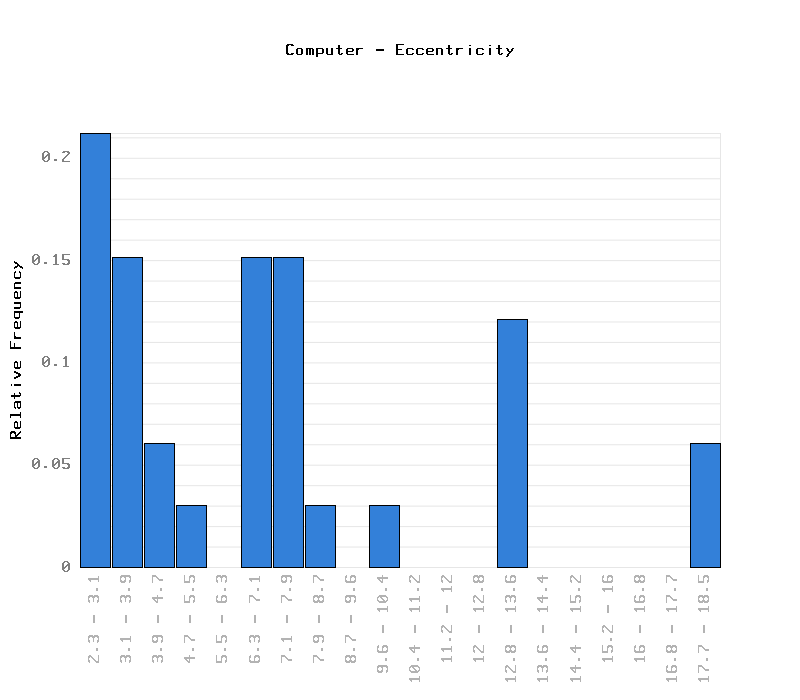 Computer - Eccentricity
Relative Frequency
0.2
0.15
0.1
0.05
0
2.3 - 3.1
3.1 - 3.9
3.9 - 4.7
4.7 - 5.5
5.5 - 6.3
6.3 - 7.1
7.1 - 7.9
7.9 - 8.7
8.7 - 9.6
9.6 - 10.4
10.4 - 11.2
11.2 - 12
12 - 12.8
12.8 - 13.6
13.6 - 14.4
14.4 - 15.2
15.2 - 16
16 - 16.8
16.8 - 17.7
17.7 - 18.5